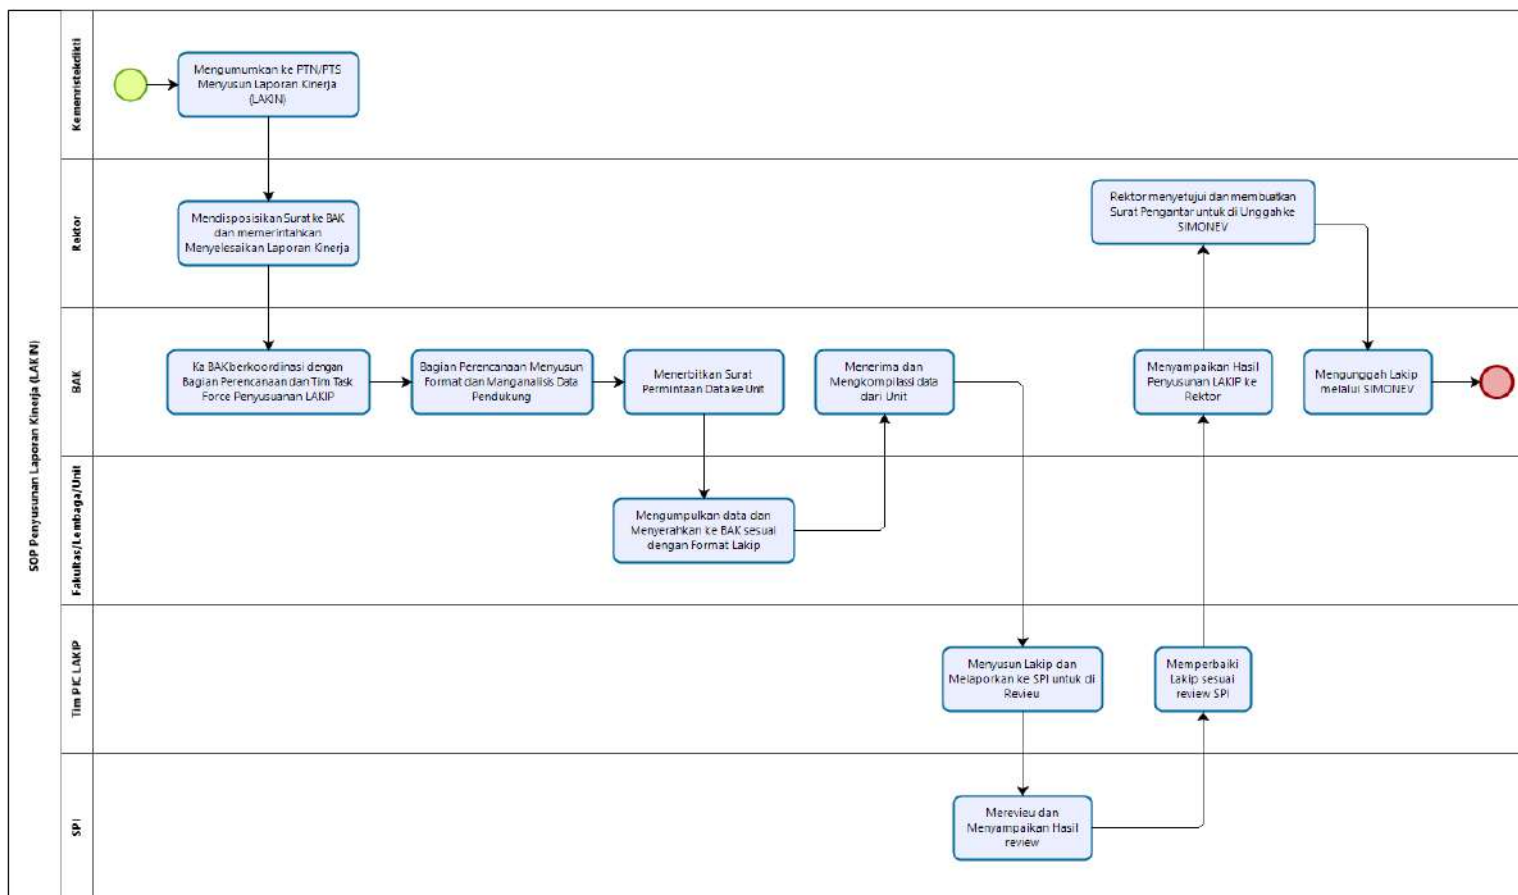 SOP Penyusunan Laporan Kinerja (LAKIN)
Kemenristekdikti
Mengumumkan ke PTN/PTS
Menyusun Laporan Kinerja
(LAKIN)
Rektor
Mendisposisikan Surat ke BAK
dan memerintahkan
Menyelesaikan Laporan Kinerja
Rektor menyetujui dan membuatkan
Surat Pengantar untuk di Unggah ke
SIMONEV
BAK
Ka BAK berkoordinasi dengan
Bagian Perencanaan dan Tim Task
Force Penyusuanan LAKIP
Bagian Perencanaan Menyusun
Format dan Manganalisis Data
Pendukung
Menerbitkan Surat
Permintaan Data ke Unit
Menerima dan
Mengkompilassi data
dari Unit
Menyampaikan Hasil
Penyusunan LAKIP ke
Rektor
Mengunggah Lakip
melalui SIMONEV
Fakultas/Lembaga/Unit
Mengumpulkan data dan
Menyerahkan ke BAK sesuai
dengan Format Lakip
Tim PIC LAKIP
Menyusun Lakip dan
Melaporkan ke SPI untuk di
Revieu
Memperbaiki
Lakip sesuai
review SPI
SPI
Merevieu dan
Menyampaikan Hasil
review